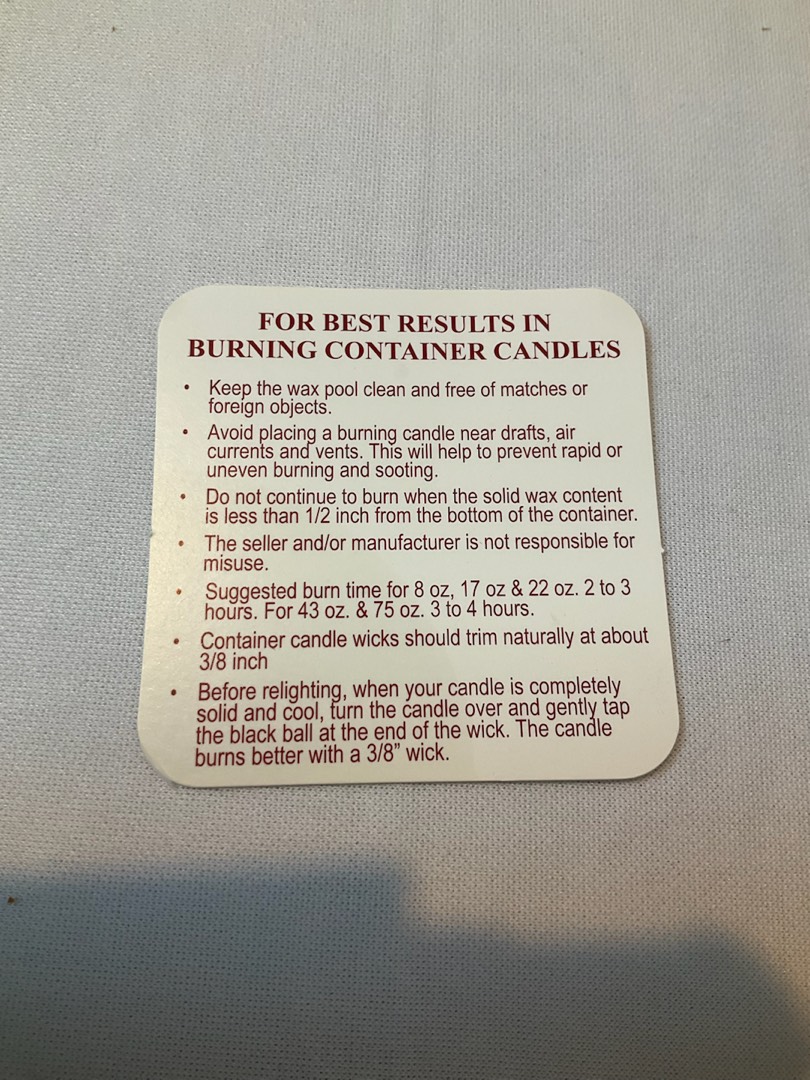 FOR BEST RESULTS IN
BURNING CONTAINER CANDLES
• Keep the wax pool clean and free of matches or
foreign objects.
• Avoid placing a burning candle near drafts, air
currents and vents. This will help to prevent rapid or
uneven burning and sooting.
• Do not continue to burn when the solid wax content
is less than 1/2 inch from the bottom of the container.
• The seller and/or manufacturer is not responsible for
misuse.
• Suggested burn time for 8 oz, 17 oz & 22 oz. 2 to 3
hours. For 43 oz. & 75 oz. 3 to 4 hours.
• Container candle wicks should trim naturally at about
3/8 inch
• Before relighting, when your candle is completely
solid and cool, turn the candle over and gently tap
the black ball at the end of the wick. The candle
burns better with a 3/8” wick.